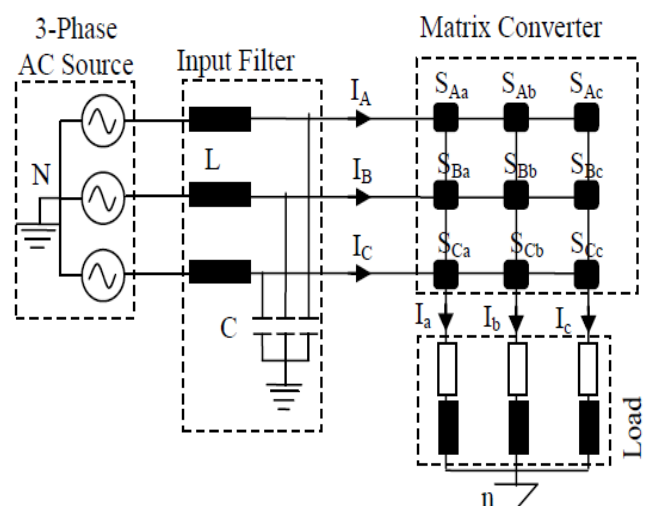 3-Phase
AC Source
Input Filter
Matrix Converter
N
L
C
I_A
I_B
I_C
S_Aa S_Ab S_Ac
S_Ba S_Bb S_Bc
S_Ca S_Cb S_Cc
I_a I_b I_c
Load
n